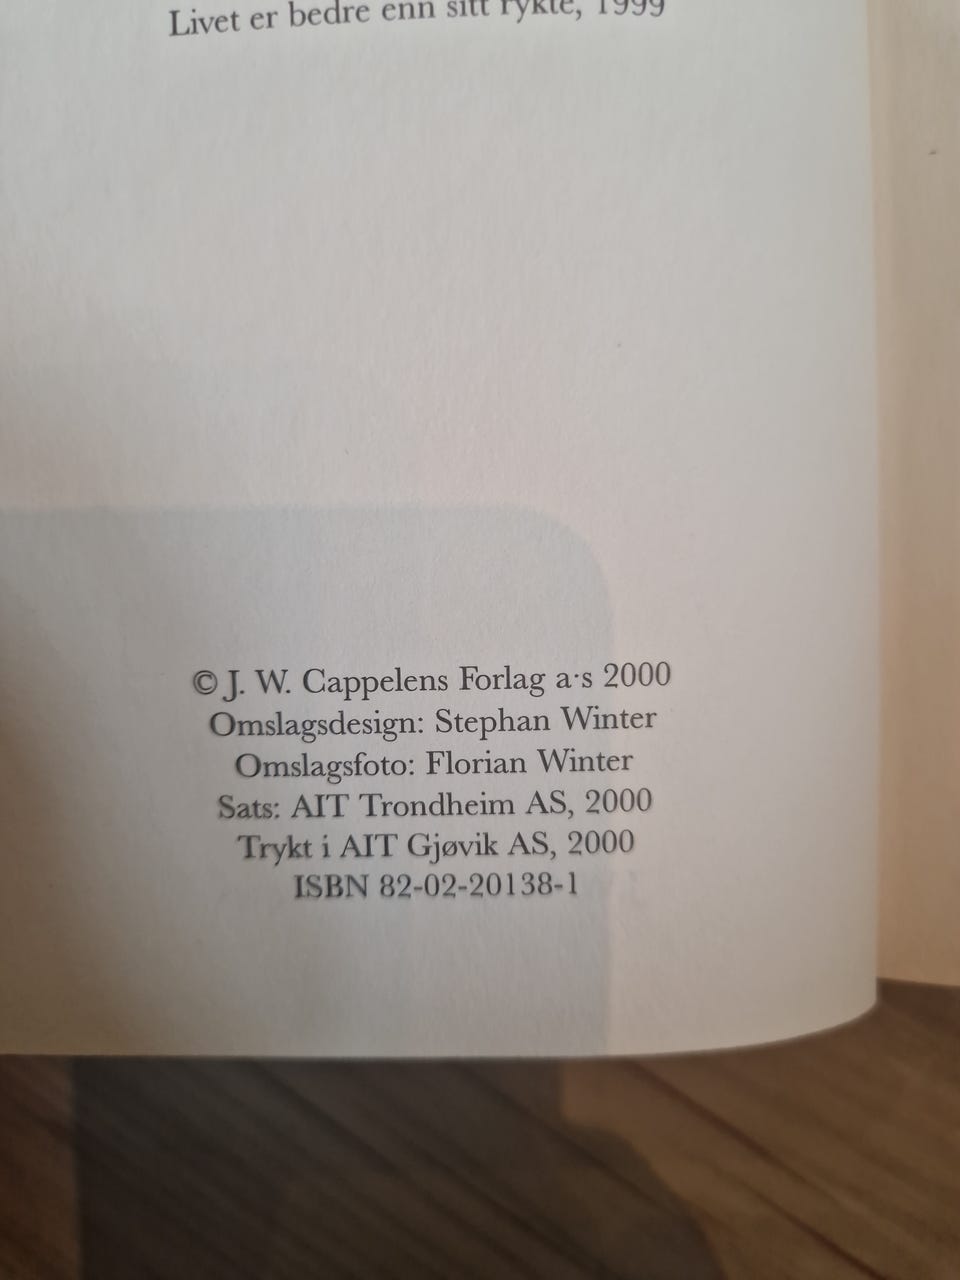 Livet er bedre enn sitt rykte, 1999
© J. W. Cappelens Forlag a·s 2000
Omslagsdesign: Stephan Winter
Omslagsfoto: Florian Winter
Sats: AIT Trondheim AS, 2000
Trykt i AIT Gjøvik AS, 2000
ISBN 82-02-20138-1